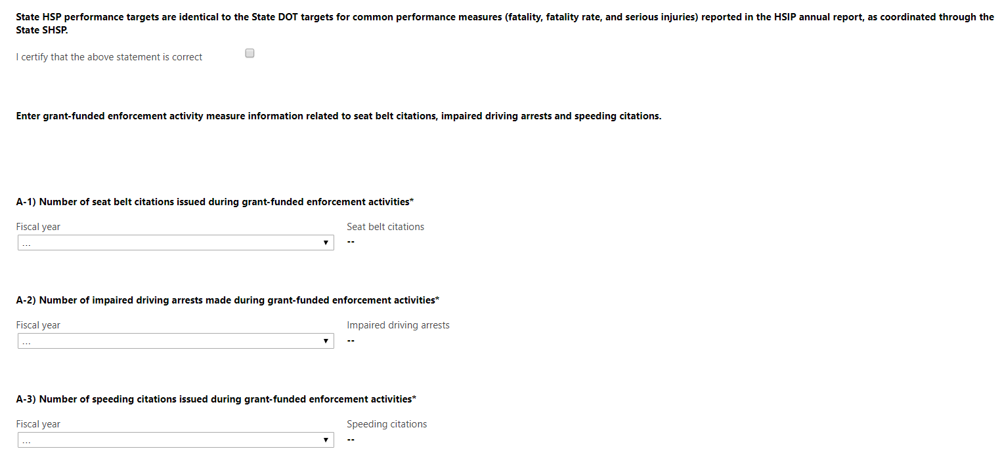 State HSP performance targets are identical to the State DOT targets for common performance measures (fatality, fatality rate, and serious injuries) reported in the HSIP annual report, as coordinated through the
State SHSP.
I certify that the above statement is correct
Enter grant-funded enforcement activity measure information related to seat belt citations, impaired driving arrests and speeding citations.
A-1) Number of seat belt citations issued during grant-funded enforcement activities*
Fiscal year Seat belt citations
... --
A-2) Number of impaired driving arrests made during grant-funded enforcement activities*
Fiscal year Impaired driving arrests
... --
A-3) Number of speeding citations issued during grant-funded enforcement activities*
Fiscal year Speeding citations
... --